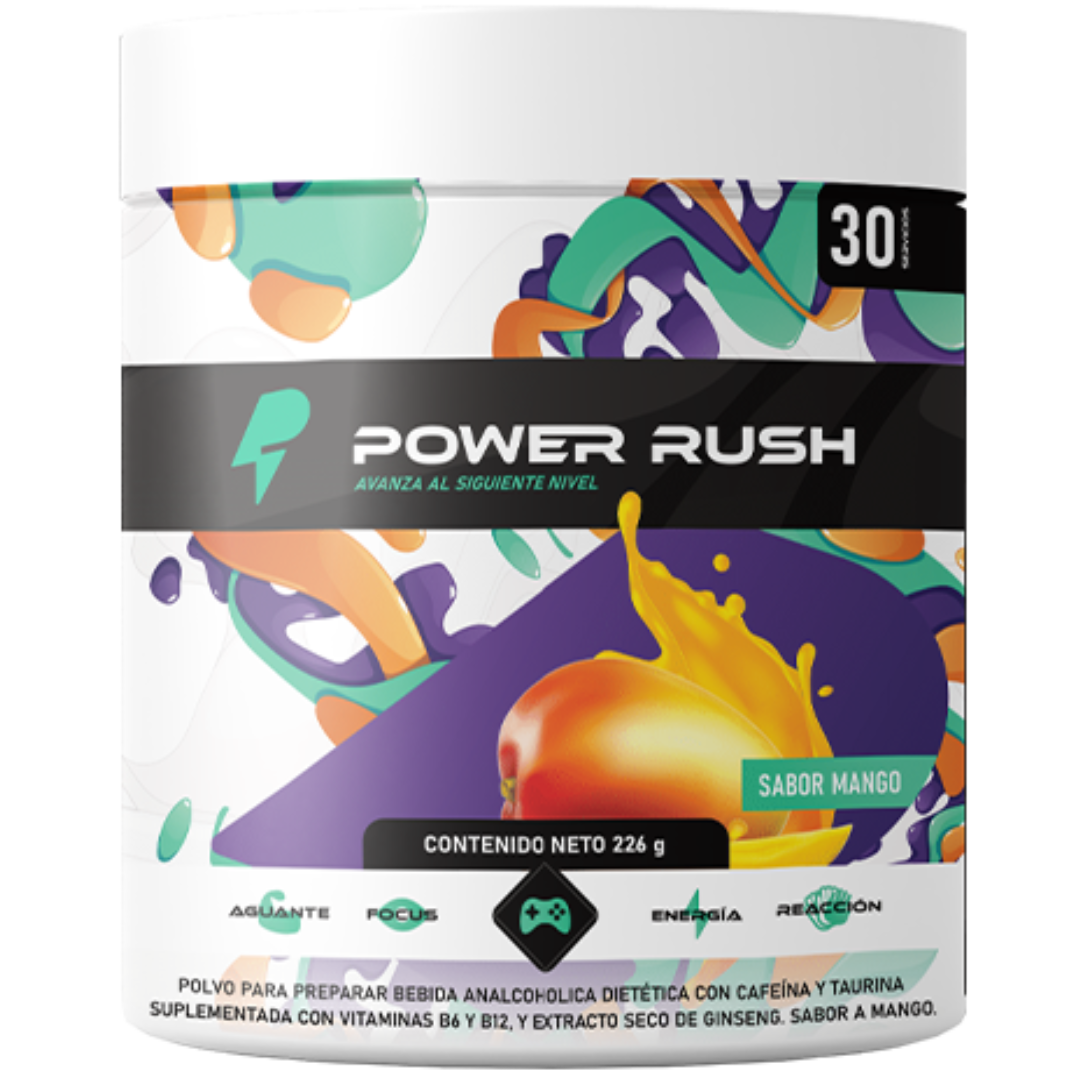 30
SERVICIOS
POWER RUSH
AVANZA AL SIGUIENTE NIVEL
SABOR MANGO
CONTENIDO NETO 226 g
AGUANTE FOCUS ENERGÍA REACCIÓN
POLVO PARA PREPARAR BEBIDA ANALCOHOLICA DIETÉTICA CON CAFEÍNA Y TAURINA
SUPLEMENTADA CON VITAMINAS B6 Y B12, Y EXTRACTO SECO DE GINSENG. SABOR A MANGO.